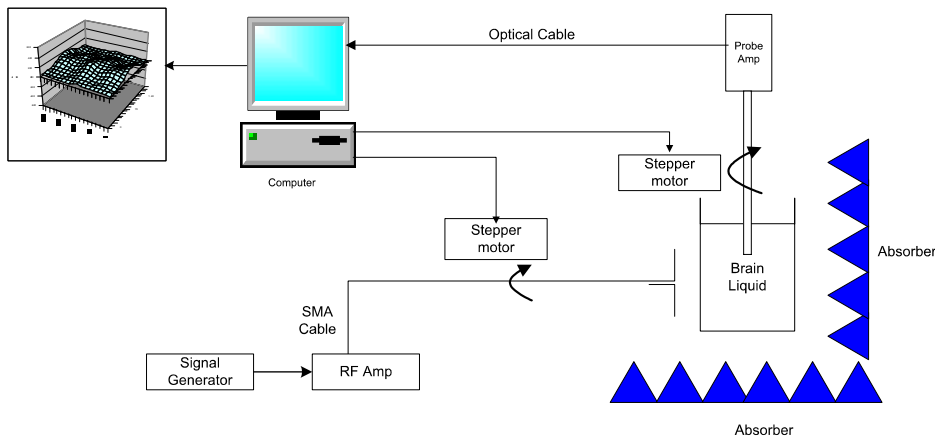 Optical Cable
Probe
Amp
Computer
Stepper
motor
Stepper
motor
Absorber
Brain
Liquid
SMA
Cable
Signal
Generator
RF Amp
Absorber